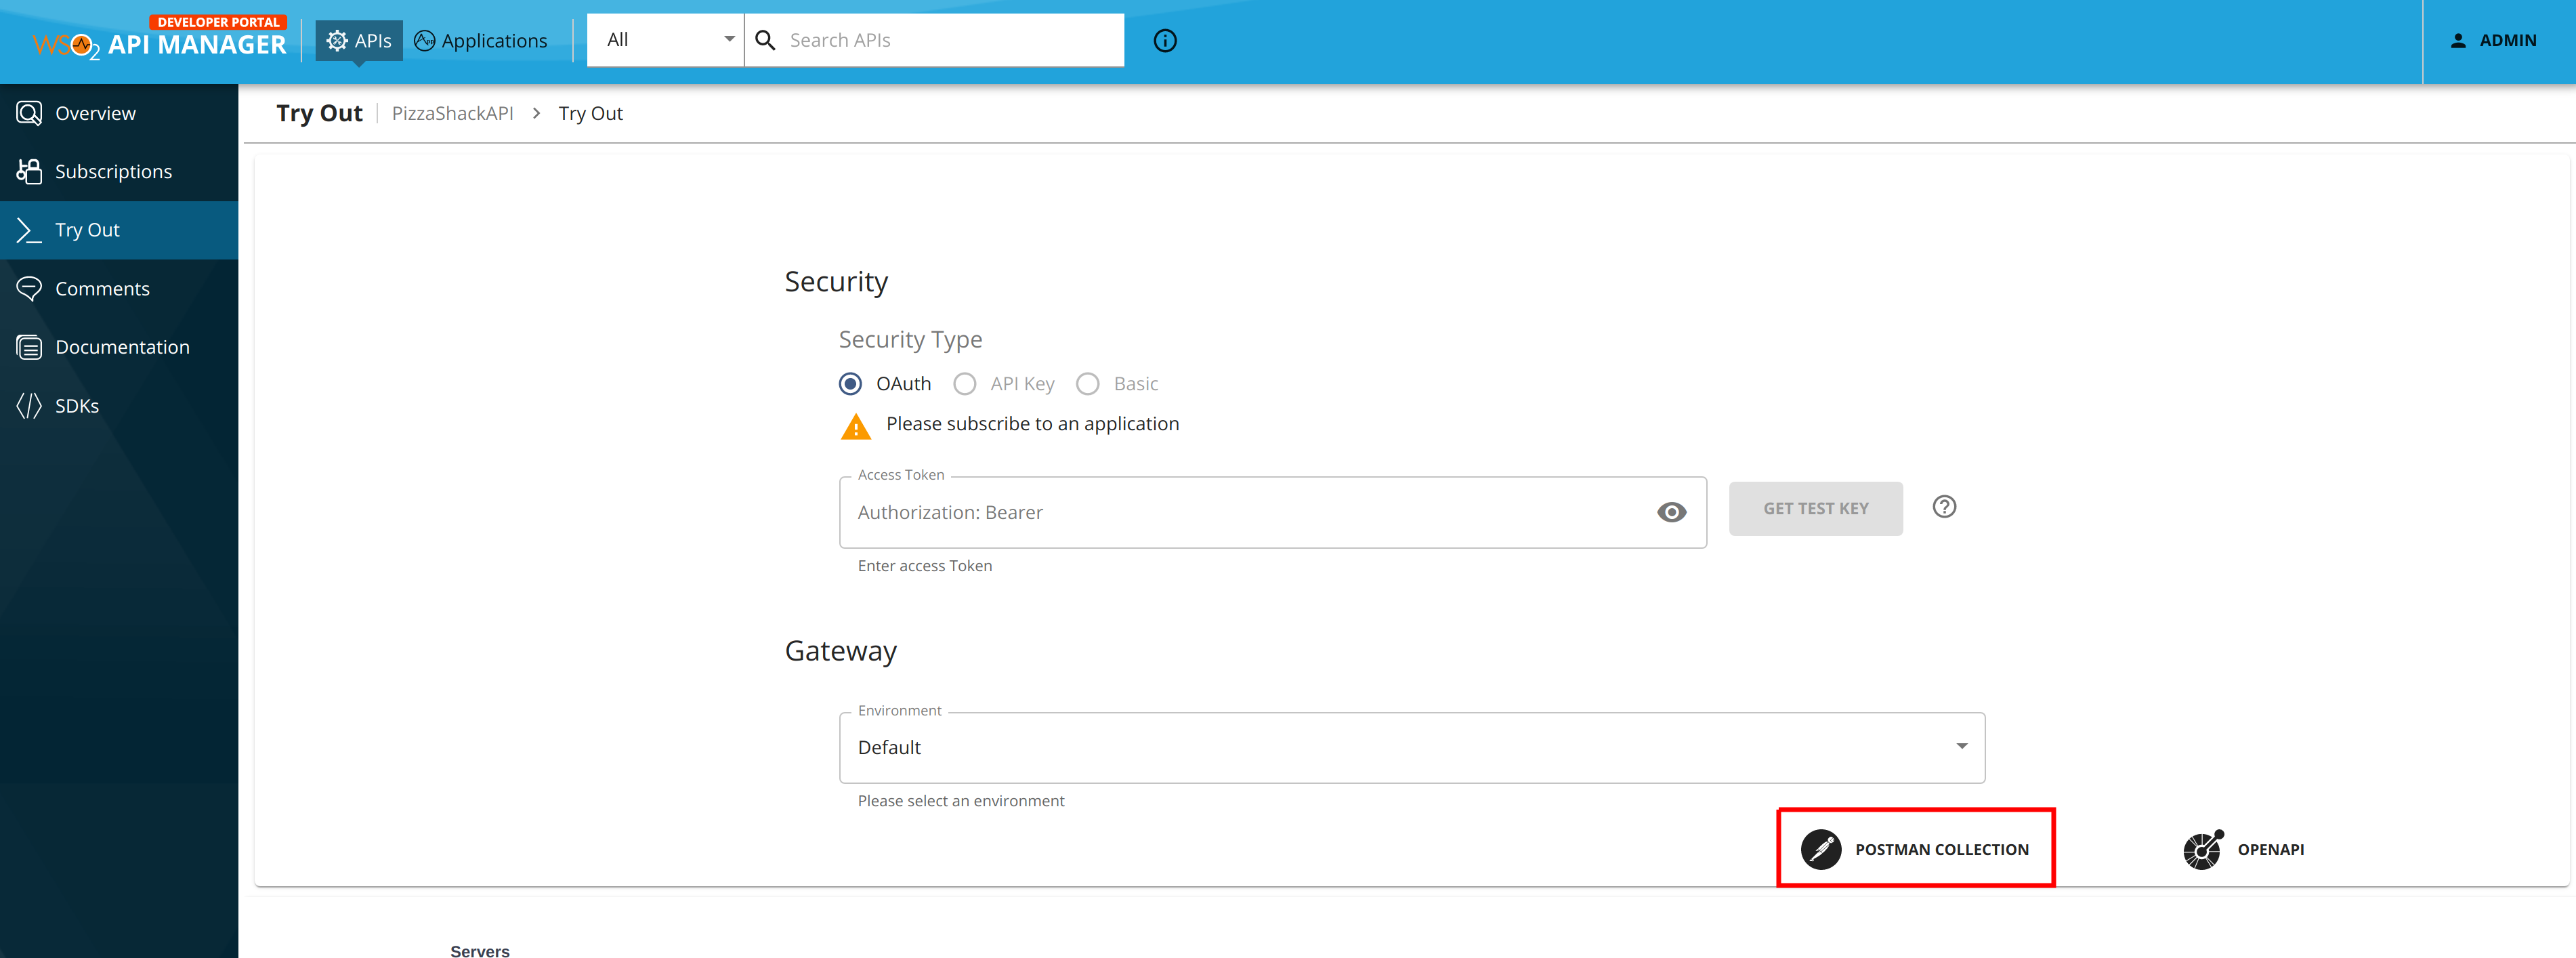 DEVELOPER PORTAL
WSO2 API MANAGER
APIs
Applications
All
Search APIs
ADMIN
Overview
Subscriptions
Try Out
Comments
Documentation
SDKs
Try Out
PizzaShackAPI > Try Out
Security
Security Type
OAuth
API Key
Basic
Please subscribe to an application
Access Token
Authorization: Bearer
GET TEST KEY
Enter access Token
Gateway
Environment
Default
Please select an environment
POSTMAN COLLECTION
OPENAPI
Servers